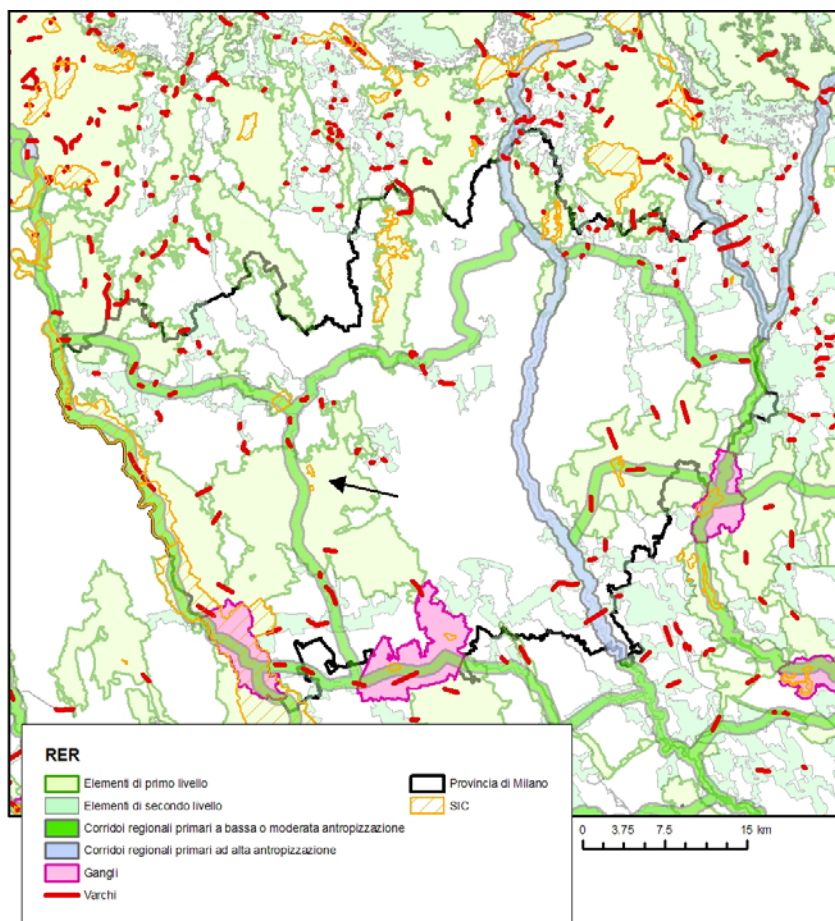 RER
Elementi di primo livello
Elementi di secondo livello
Corridoi regionali primari a bassa o moderata antropizzazione
Corridoi regionali primari ad alta antropizzazione
Gangli
Varchi
Provincia di Milano
SIC
0 3.75 7.5 15 km